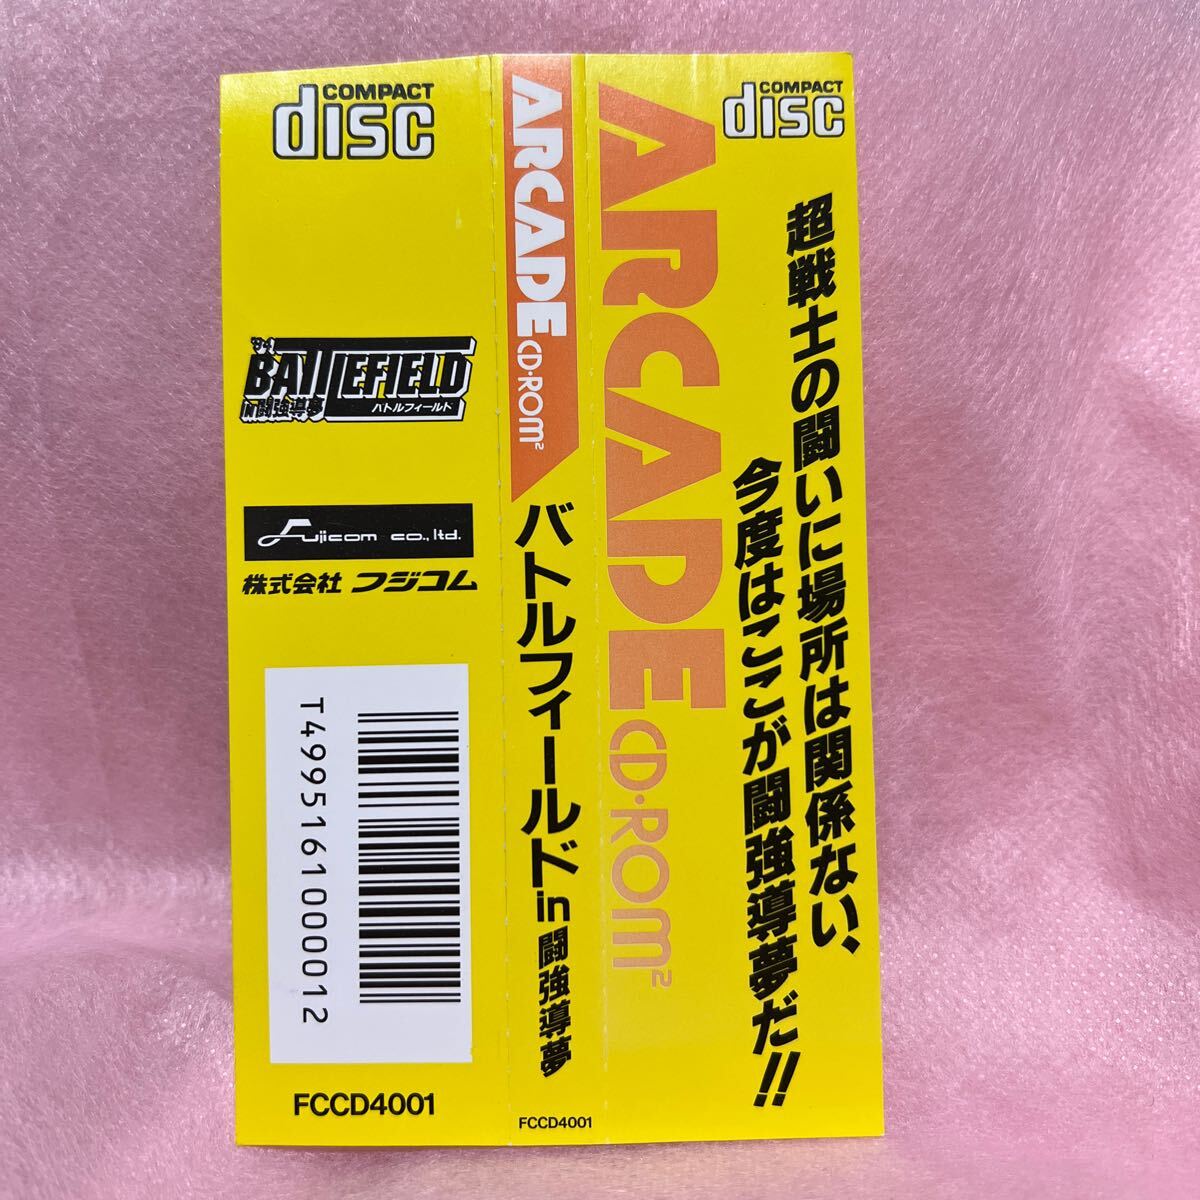 COMPACT
disc
'94
BATTLEFIELD
in闘強導夢
バトルフィールド
Fujicom co., ltd.
株式会社 フジコム
T4995161000012
FCCD4001
ARCADE CD-ROM²
バトルフィールド in 闘強導夢
FCCD4001
ARCADE CD-ROM²
COMPACT
disc
超戦士の闘いに場所は関係ない、
今度はここが闘強導夢だ!!